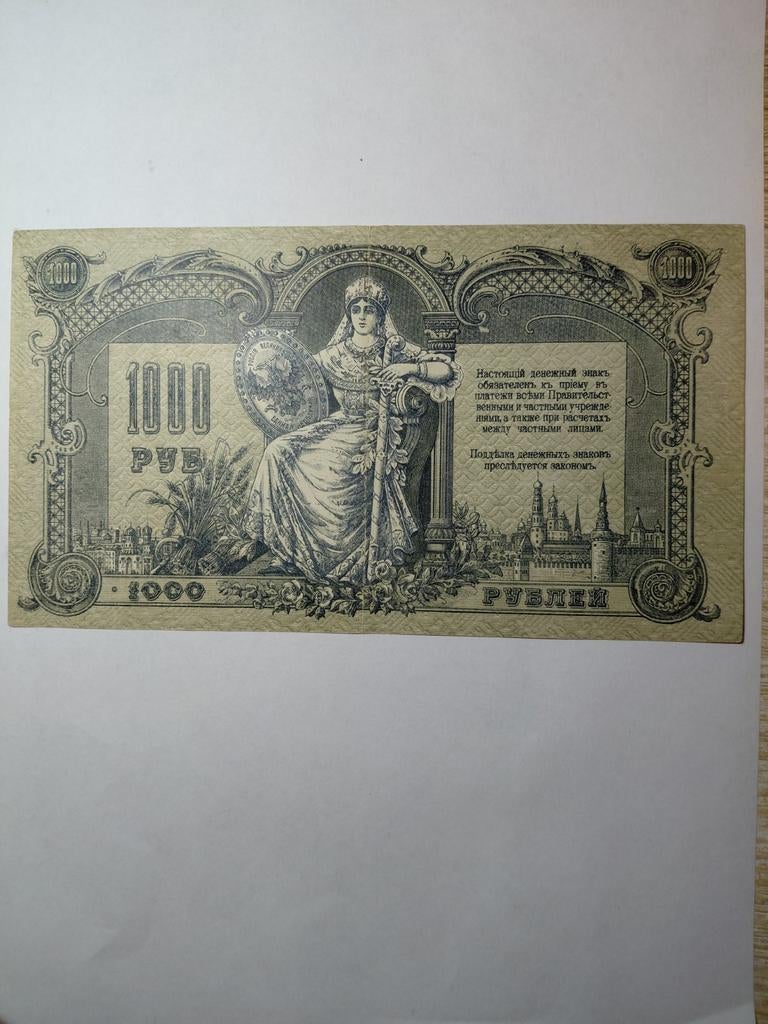 1000
1000
1000
РУБ
Настоящій денежный знакъ
обязателенъ къ пріему въ
платежи всѣми Правительст-
венными и частными учрежде-
ніями, а также при расчетахъ
между частными лицами.
Поддѣлка денежныхъ знаковъ
преслѣдуется закономъ.
1000 РУБЛЕЙ